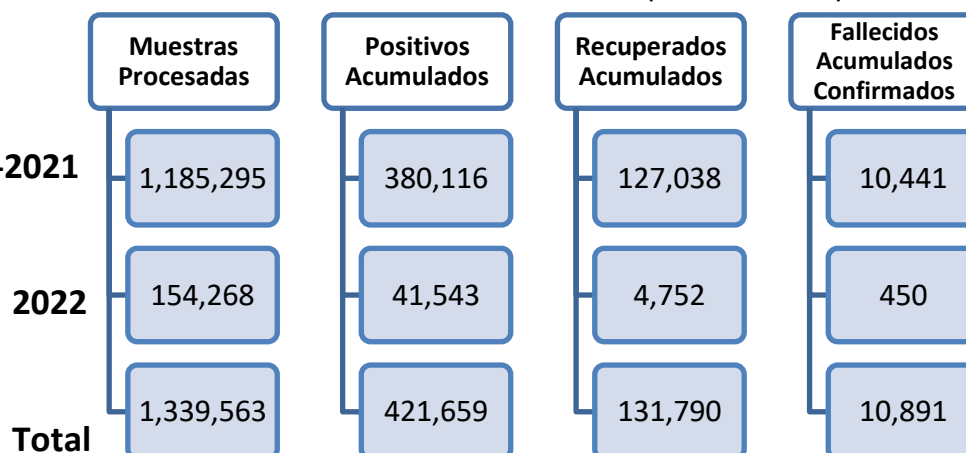 Muestras
Procesadas
Positivos
Acumulados
Recuperados
Acumulados
Fallecidos
Acumulados
Confirmados
-2021
1,185,295
380,116
127,038
10,441
2022
154,268
41,543
4,752
450
Total
1,339,563
421,659
131,790
10,891